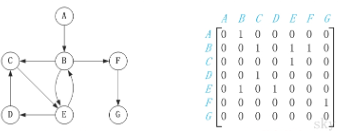 A
C B F
D E G
A B C D E F G
A 0 1 0 0 0 0 0
B 0 0 1 0 1 1 0
C 0 0 0 0 1 0 0
D 0 0 1 0 0 0 0
E 0 1 0 1 0 0 0
F 0 0 0 0 0 0 1
G 0 0 0 0 0 0 0